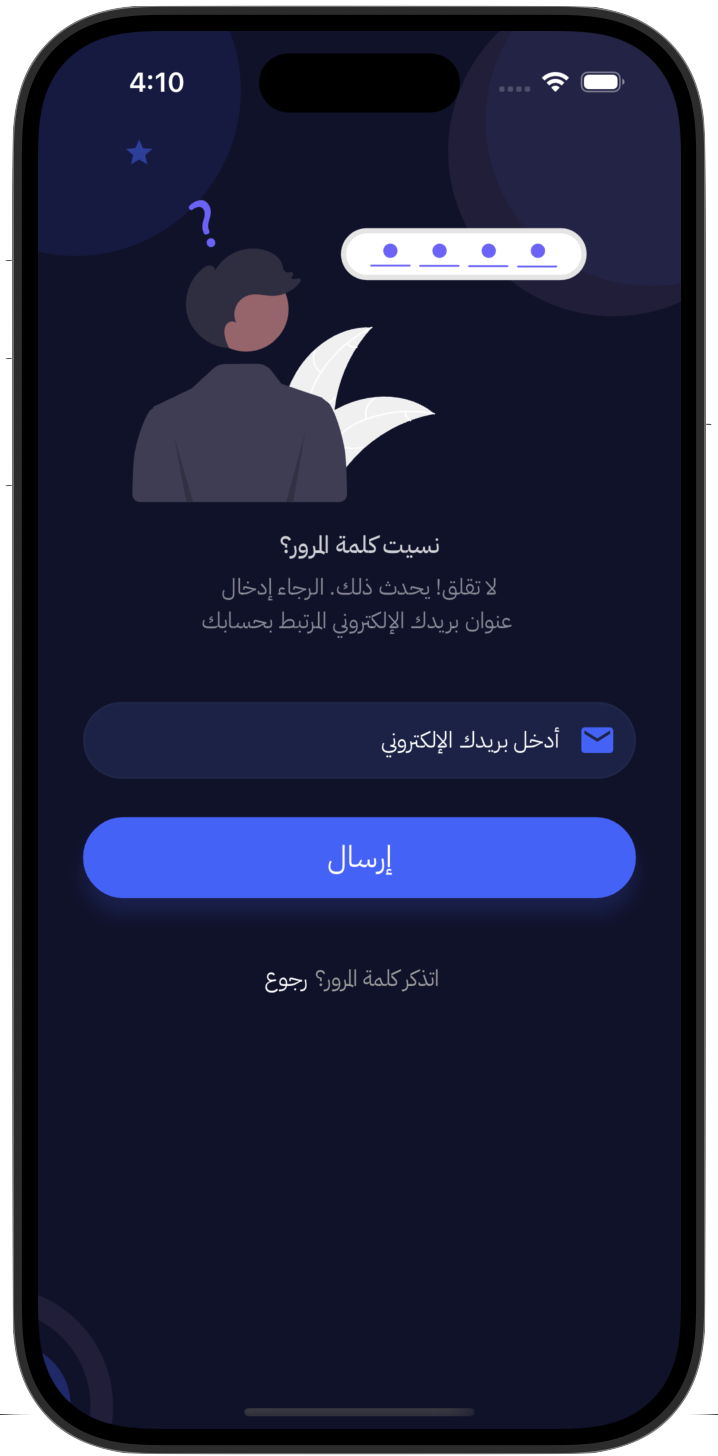 4:10
?
نسيت كلمة المرور؟
لا تقلق! يحدث ذلك. الرجاء إدخال
عنوان بريدك الإلكتروني المرتبط بحسابك
أدخل بريدك الإلكتروني
إرسال
اتذكر كلمة المرور؟ رجوع